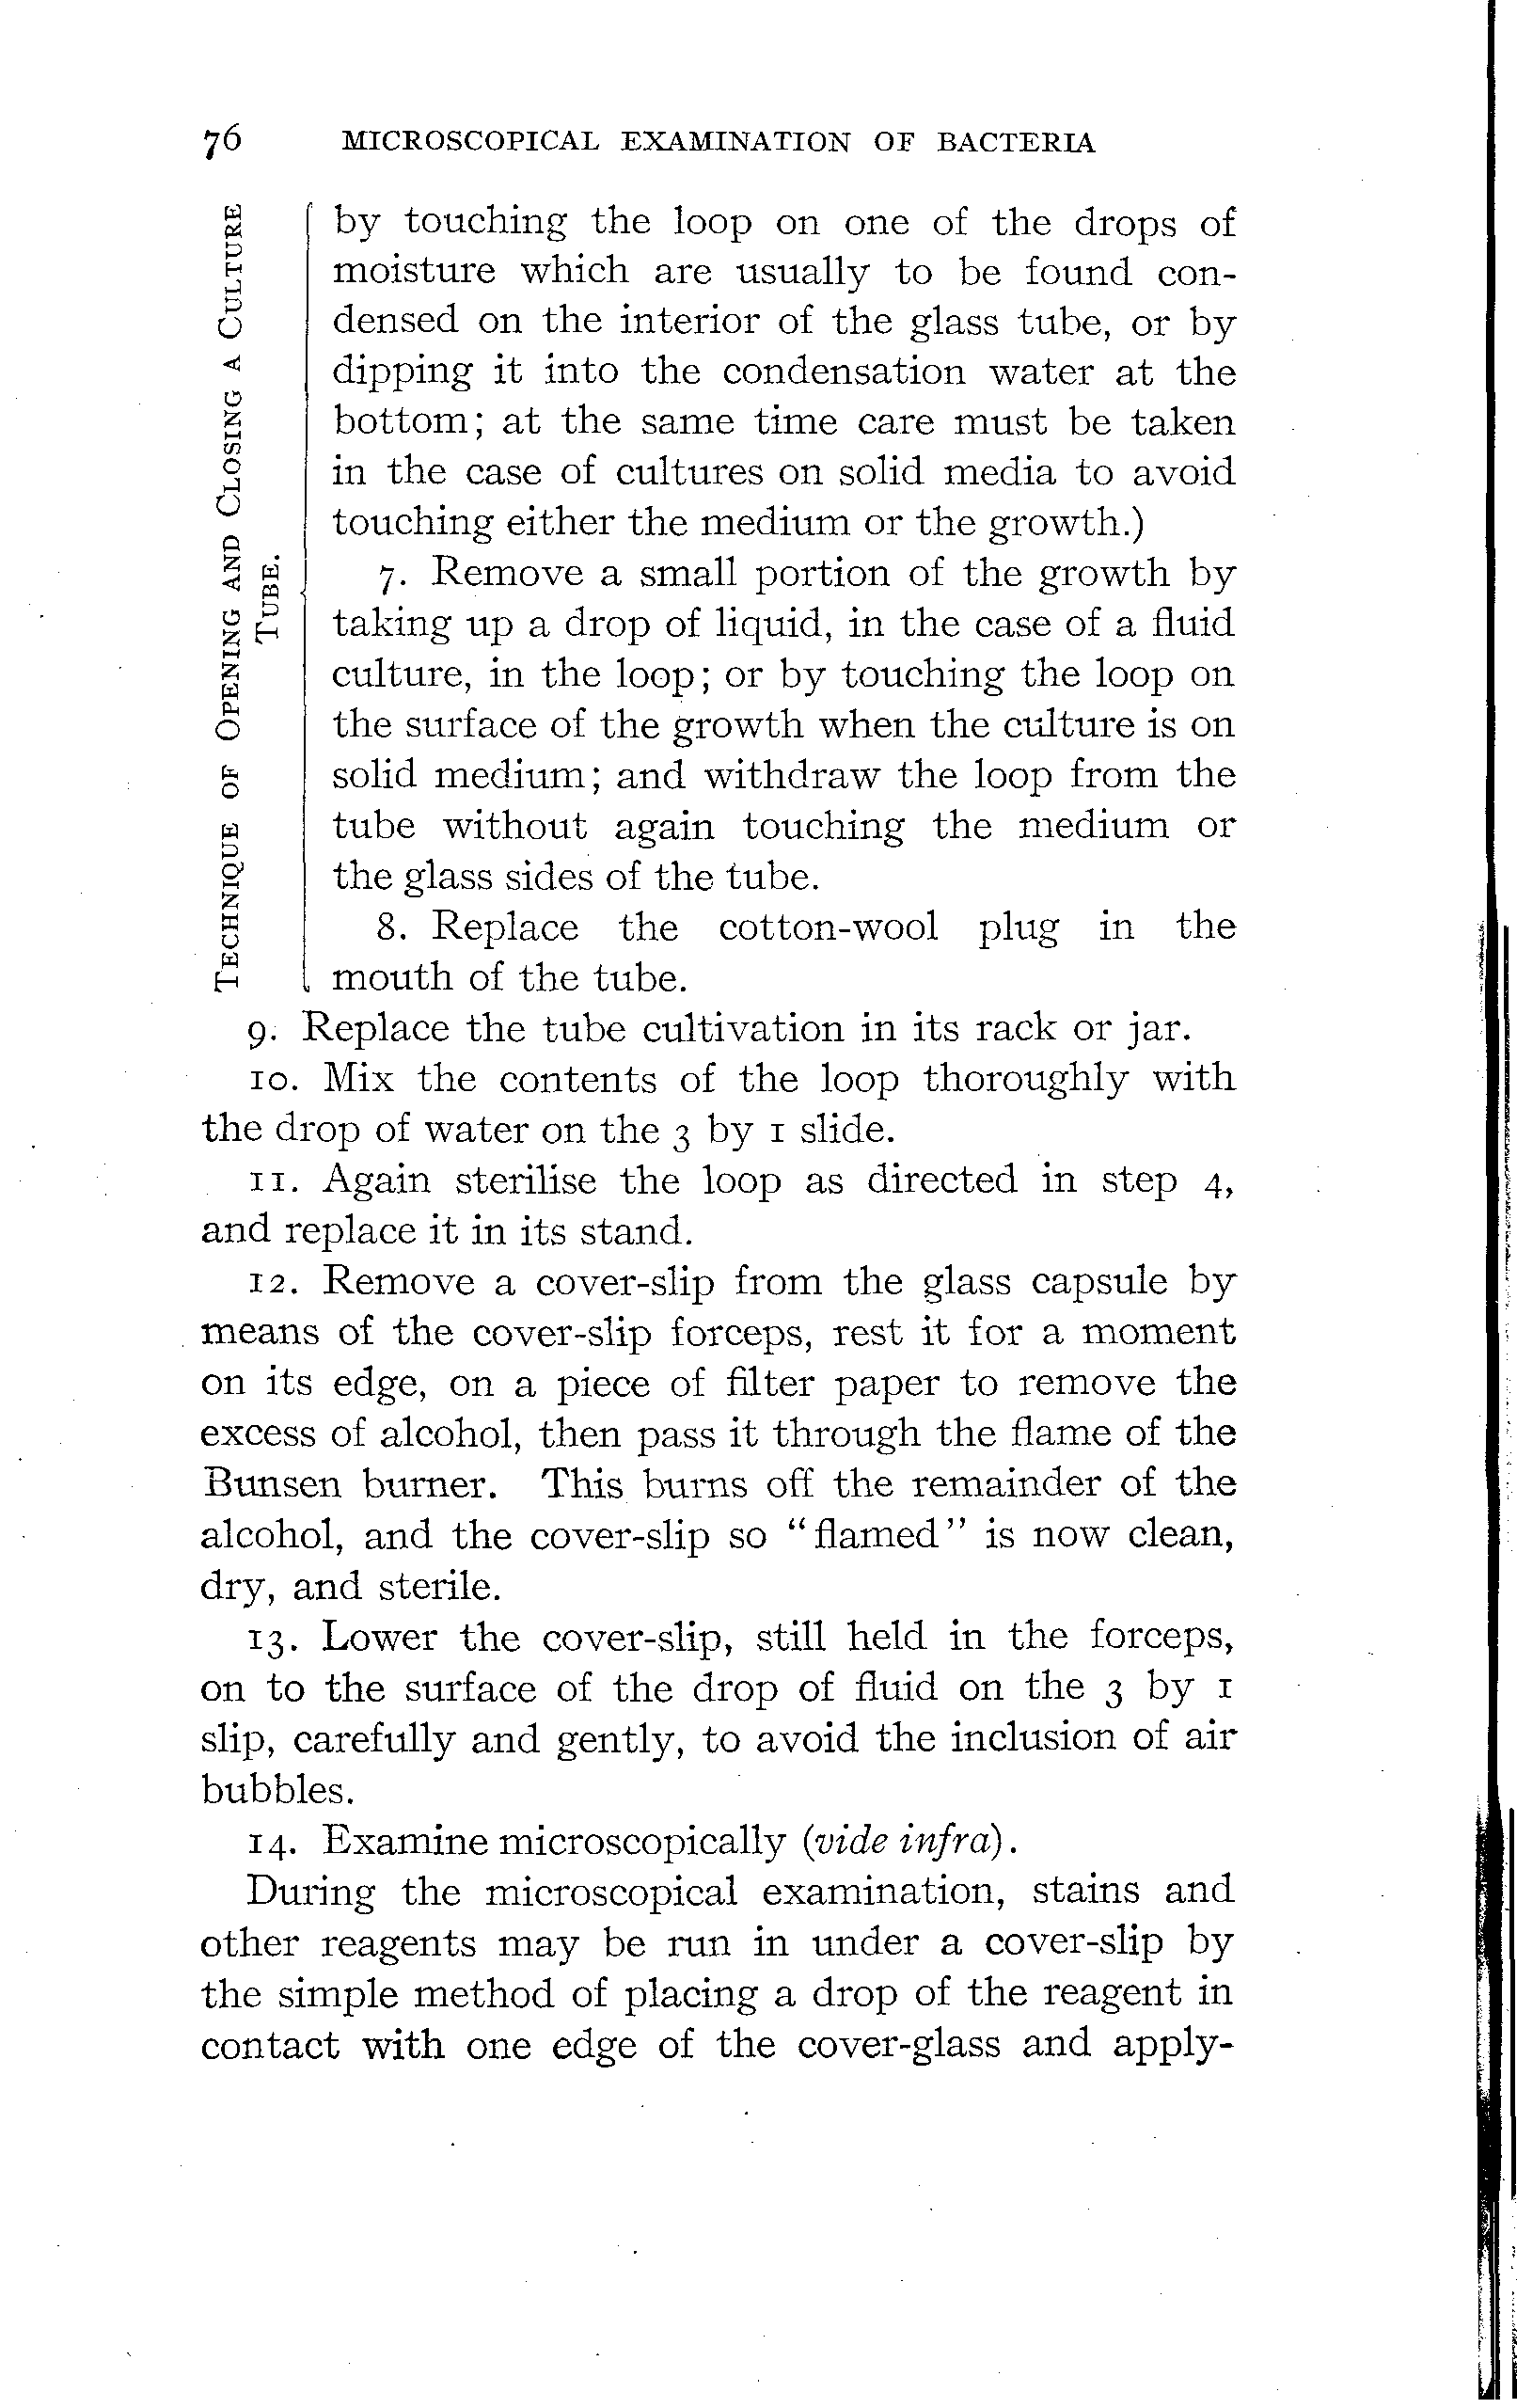 76 MICROSCOPICAL EXAMINATION OF BACTERIA
TECHNIQUE OF OPENING AND CLOSING A CULTURE
TUBE.
by touching the loop on one of the drops of
moisture which are usually to be found con-
densed on the interior of the glass tube, or by
dipping it into the condensation water at the
bottom; at the same time care must be taken
in the case of cultures on solid media to avoid
touching either the medium or the growth.)
7. Remove a small portion of the growth by
taking up a drop of liquid, in the case of a fluid
culture, in the loop; or by touching the loop on
the surface of the growth when the culture is on
solid medium; and withdraw the loop from the
tube without again touching the medium or
the glass sides of the tube.
8. Replace the cotton-wool plug in the
mouth of the tube.
9. Replace the tube cultivation in its rack or jar.
10. Mix the contents of the loop thoroughly with
the drop of water on the 3 by 1 slide.
11. Again sterilise the loop as directed in step 4,
and replace it in its stand.
12. Remove a cover-slip from the glass capsule by
means of the cover-slip forceps, rest it for a moment
on its edge, on a piece of filter paper to remove the
excess of alcohol, then pass it through the flame of the
Bunsen burner. This burns off the remainder of the
alcohol, and the cover-slip so "flamed" is now clean,
dry, and sterile.
13. Lower the cover-slip, still held in the forceps,
on to the surface of the drop of fluid on the 3 by 1
slip, carefully and gently, to avoid the inclusion of air
bubbles.
14. Examine microscopically (vide infra).
During the microscopical examination, stains and
other reagents may be run in under a cover-slip by
the simple method of placing a drop of the reagent in
contact with one edge of the cover-glass and apply-